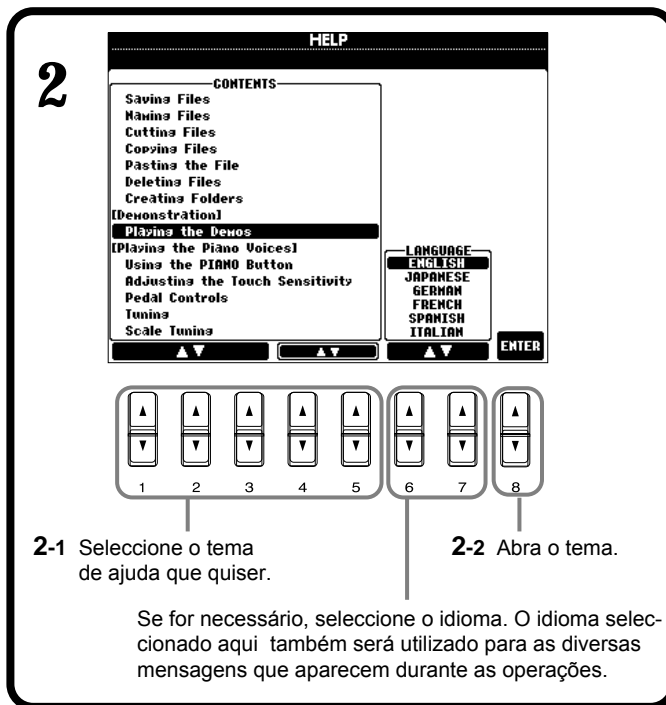 2
HELP
CONTENTS
Saving Files
Naming Files
Cutting Files
Copying Files
Pasting the File
Deleting Files
Creating Folders
[Demonstration]
Playing the Demos
[Playing the Piano Voices]
Using the PIANO Button
Adjusting the Touch Sensitivity
Pedal Controls
Tuning
Scale Tuning
LANGUAGE
ENGLISH
JAPANESE
GERMAN
FRENCH
SPANISH
ITALIAN
▲▼ ▲▼ ▲▼ ENTER
1 2 3 4 5 6 7 8
2-1 Seleccione o tema
de ajuda que quiser.
2-2 Abra o tema.
Se for necessário, seleccione o idioma. O idioma selec-
cionado aqui também será utilizado para as diversas
mensagens que aparecem durante as operações.